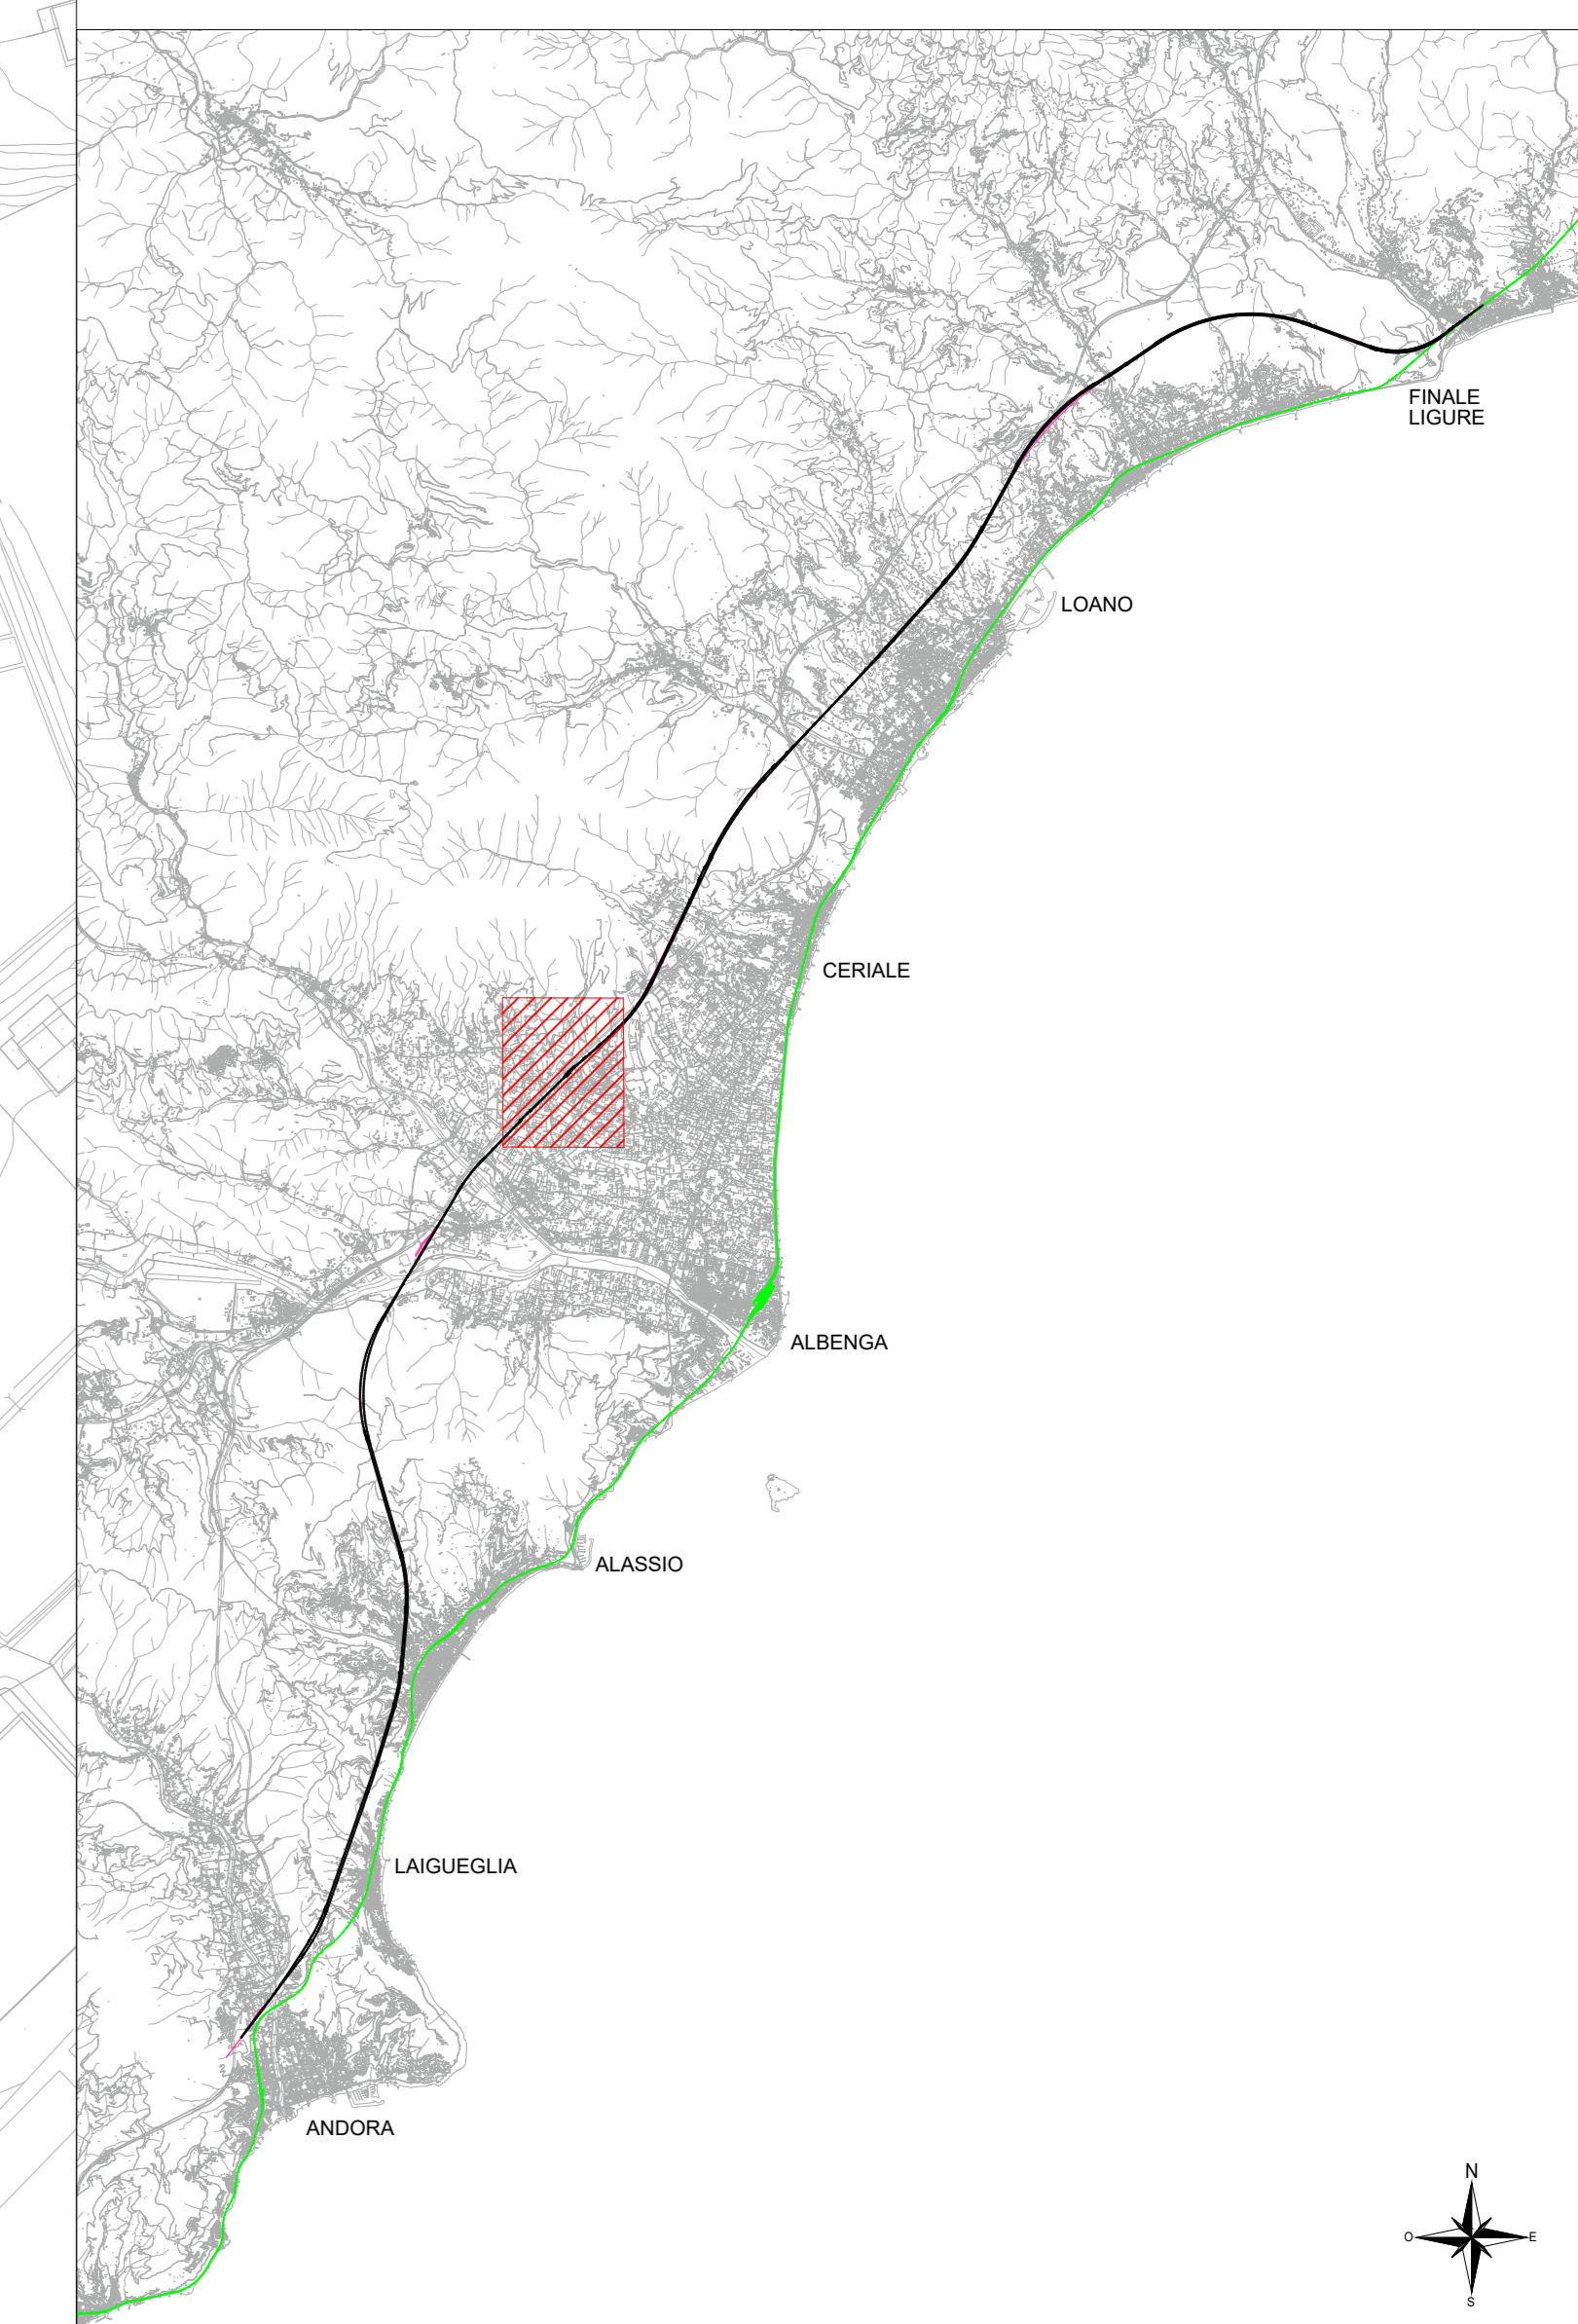 FINALE
LIGURE
LOANO
CERIALE
ALBENGA
ALASSIO
LAIGUEGLIA
ANDORA
N
O
E
S